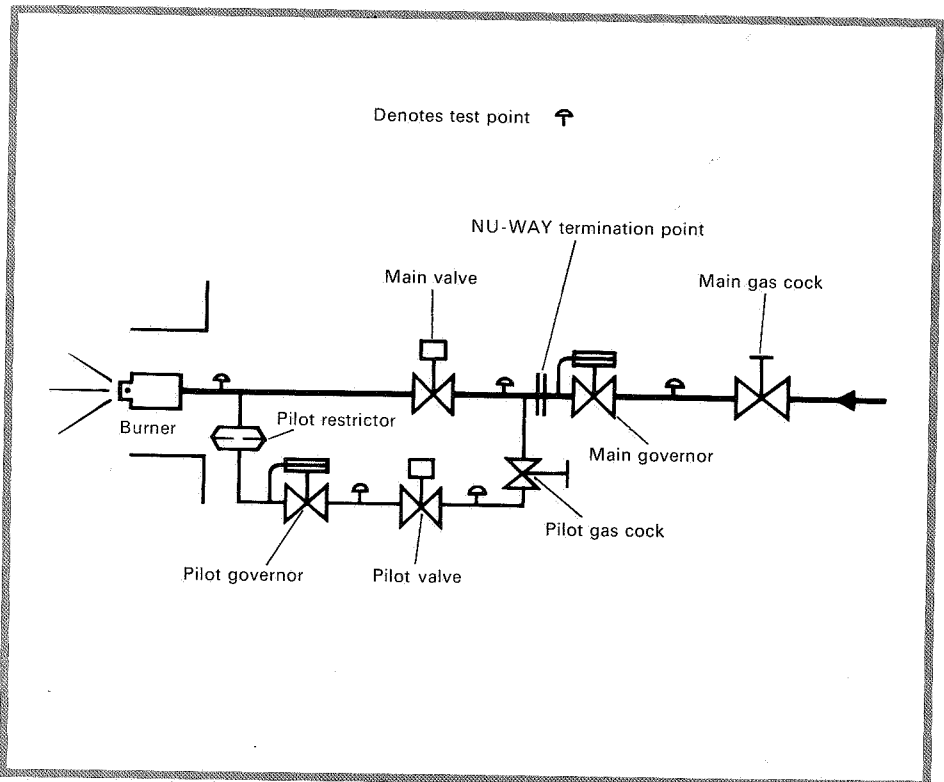 Denotes test point
NU-WAY termination point
Main valve
Main gas cock
Burner
Pilot restrictor
Main governor
Pilot gas cock
Pilot governor
Pilot valve